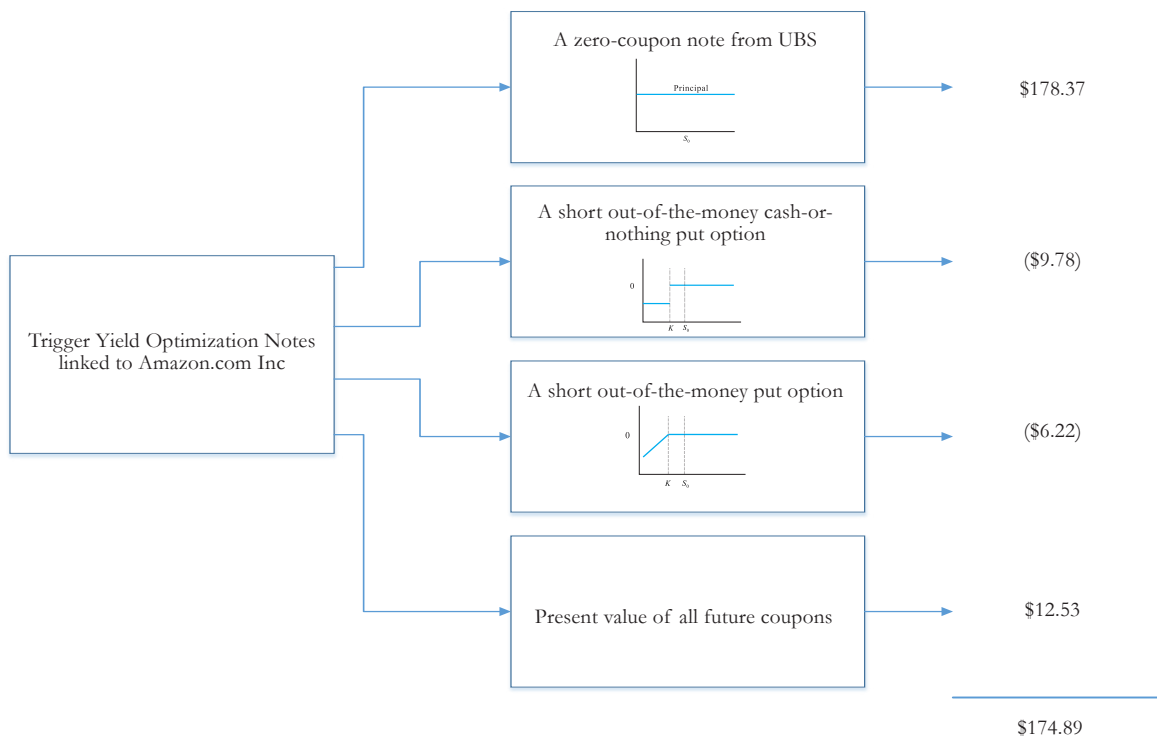 A zero-coupon note from UBS
Principal
S₀
$178.37
A short out-of-the-money cash-or-
nothing put option
0
K S₀
($9.78)
Trigger Yield Optimization Notes
linked to Amazon.com Inc
A short out-of-the-money put option
0
K S₀
($6.22)
Present value of all future coupons
$12.53
$174.89